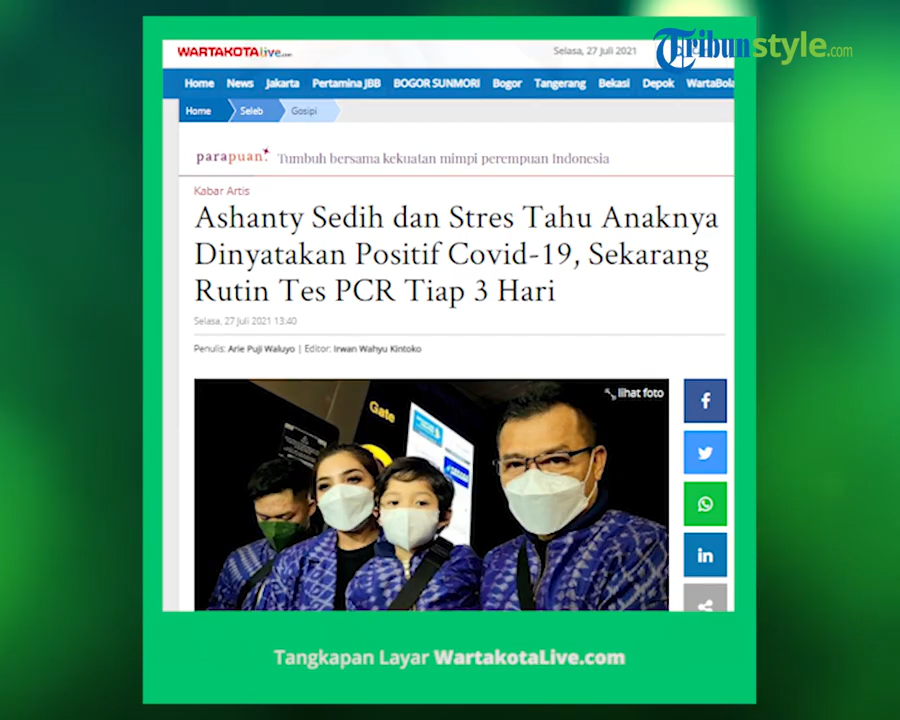 WARTAKOTALive.com
Selasa, 27 Juli 2021
Tribunstyle.com
Home News Jakarta Pertamina JBB BOGOR SUNMORI Bogor Tangerang Bekasi Depok WartaBola
Home Seleb Gosipi
parapuan. Tumbuh bersama kekuatan mimpi perempuan Indonesia
Kabar Artis
Ashanty Sedih dan Stres Tahu Anaknya
Dinyatakan Positif Covid-19, Sekarang
Rutin Tes PCR Tiap 3 Hari
Selasa, 27 Juli 2021 13:40
Penulis: Arie Puji Waluyo | Editor: Irwan Wahyu Kintoko
lihat foto
Gate
Tangkapan Layar WartakotaLive.com